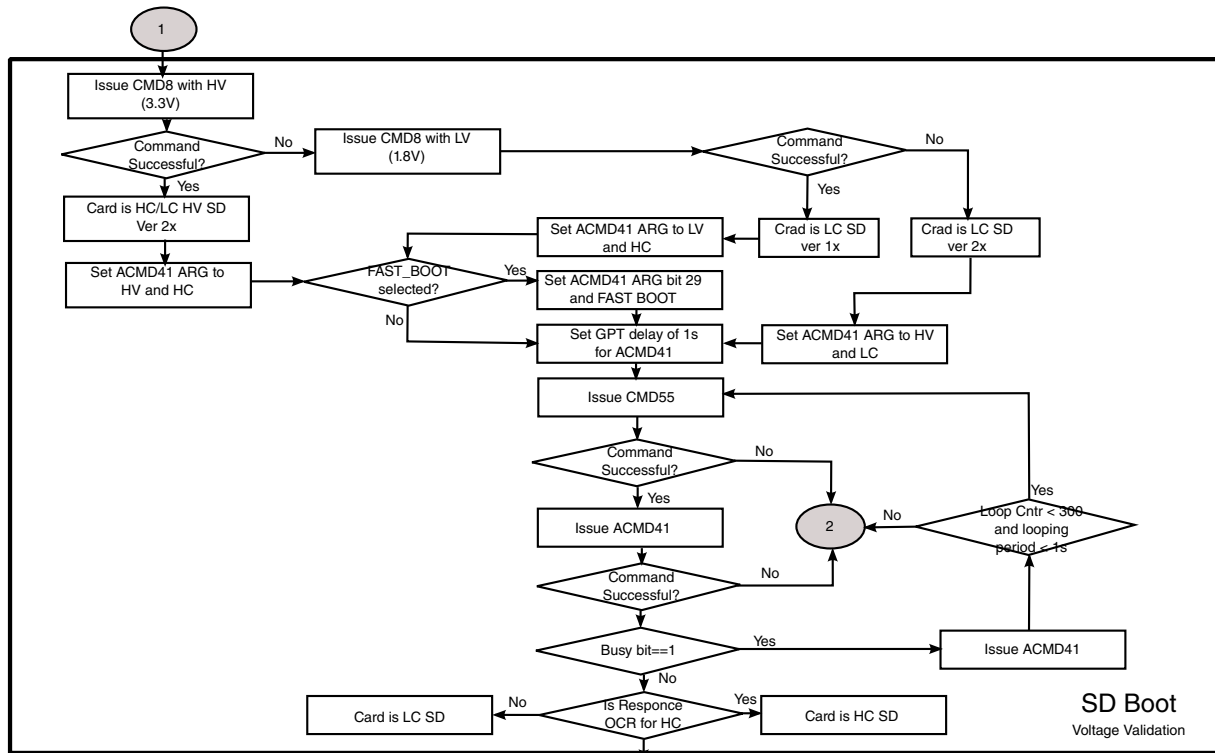 1
Issue CMD8 with HV
(3.3V)
Command
Successful?
No
Issue CMD8 with LV
(1.8V)
Command
Successful?
No
Yes
Yes
Card is HC/LC HV SD
Ver 2x
Set ACMD41 ARG to LV
and HC
Crad is LC SD
ver 1x
Crad is LC SD
ver 2x
Set ACMD41 ARG to
HV and HC
FAST_BOOT
selected?
Yes
Set ACMD41 ARG bit 29
and FAST BOOT
No
Set GPT delay of 1s
for ACMD41
Set ACMD41 ARG to HV
and LC
Issue CMD55
Command
Successful?
No
Yes
Yes
Issue ACMD41
2
No
Loop Cntr < 300
and looping
period < 1s
Command
Successful?
No
Busy bit==1
Yes
Issue ACMD41
No
No
Is Responce
OCR for HC
Yes
Card is LC SD
Card is HC SD
SD Boot
Voltage Validation